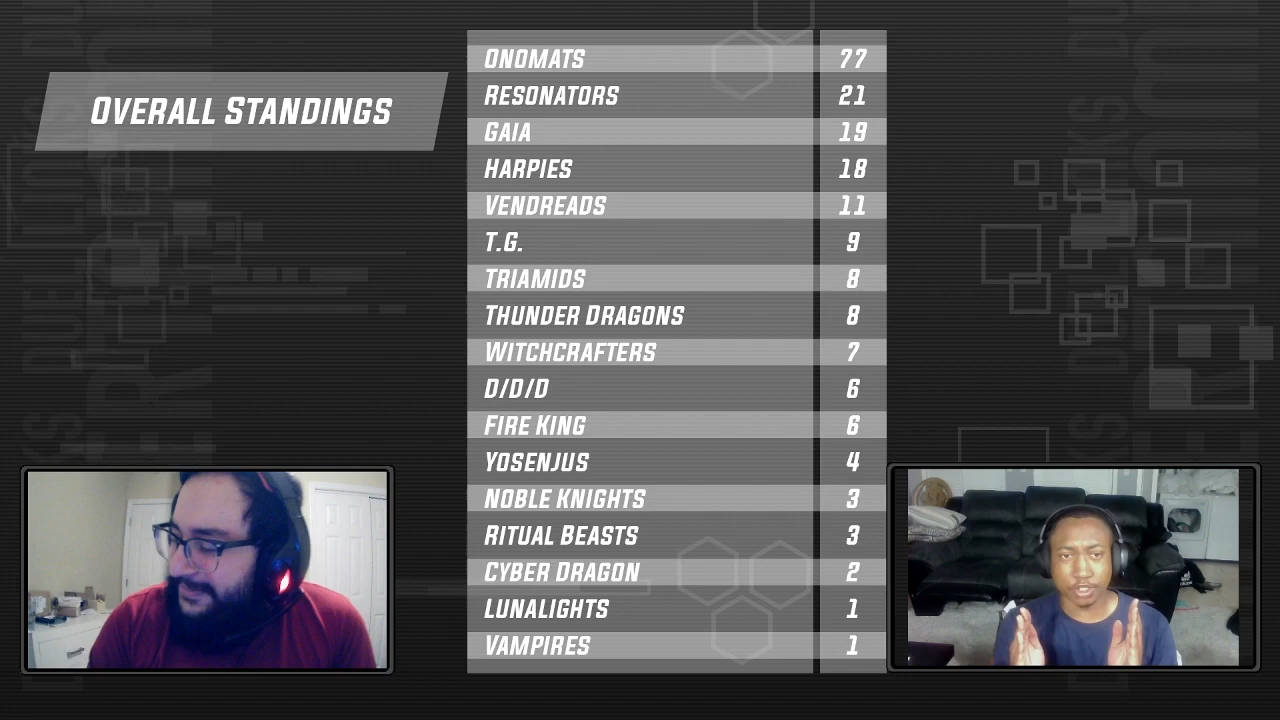 OVERALL STANDINGS
ONOMATS 77
RESONATORS 21
GAIA 19
HARPIES 18
VENDREADS 11
T.G. 9
TRIAMIDS 8
THUNDER DRAGONS 8
WITCHCRAFTERS 7
D/D/D 6
FIRE KING 6
YOSENJUS 4
NOBLE KNIGHTS 3
RITUAL BEASTS 3
CYBER DRAGON 2
LUNALIGHTS 1
VAMPIRES 1